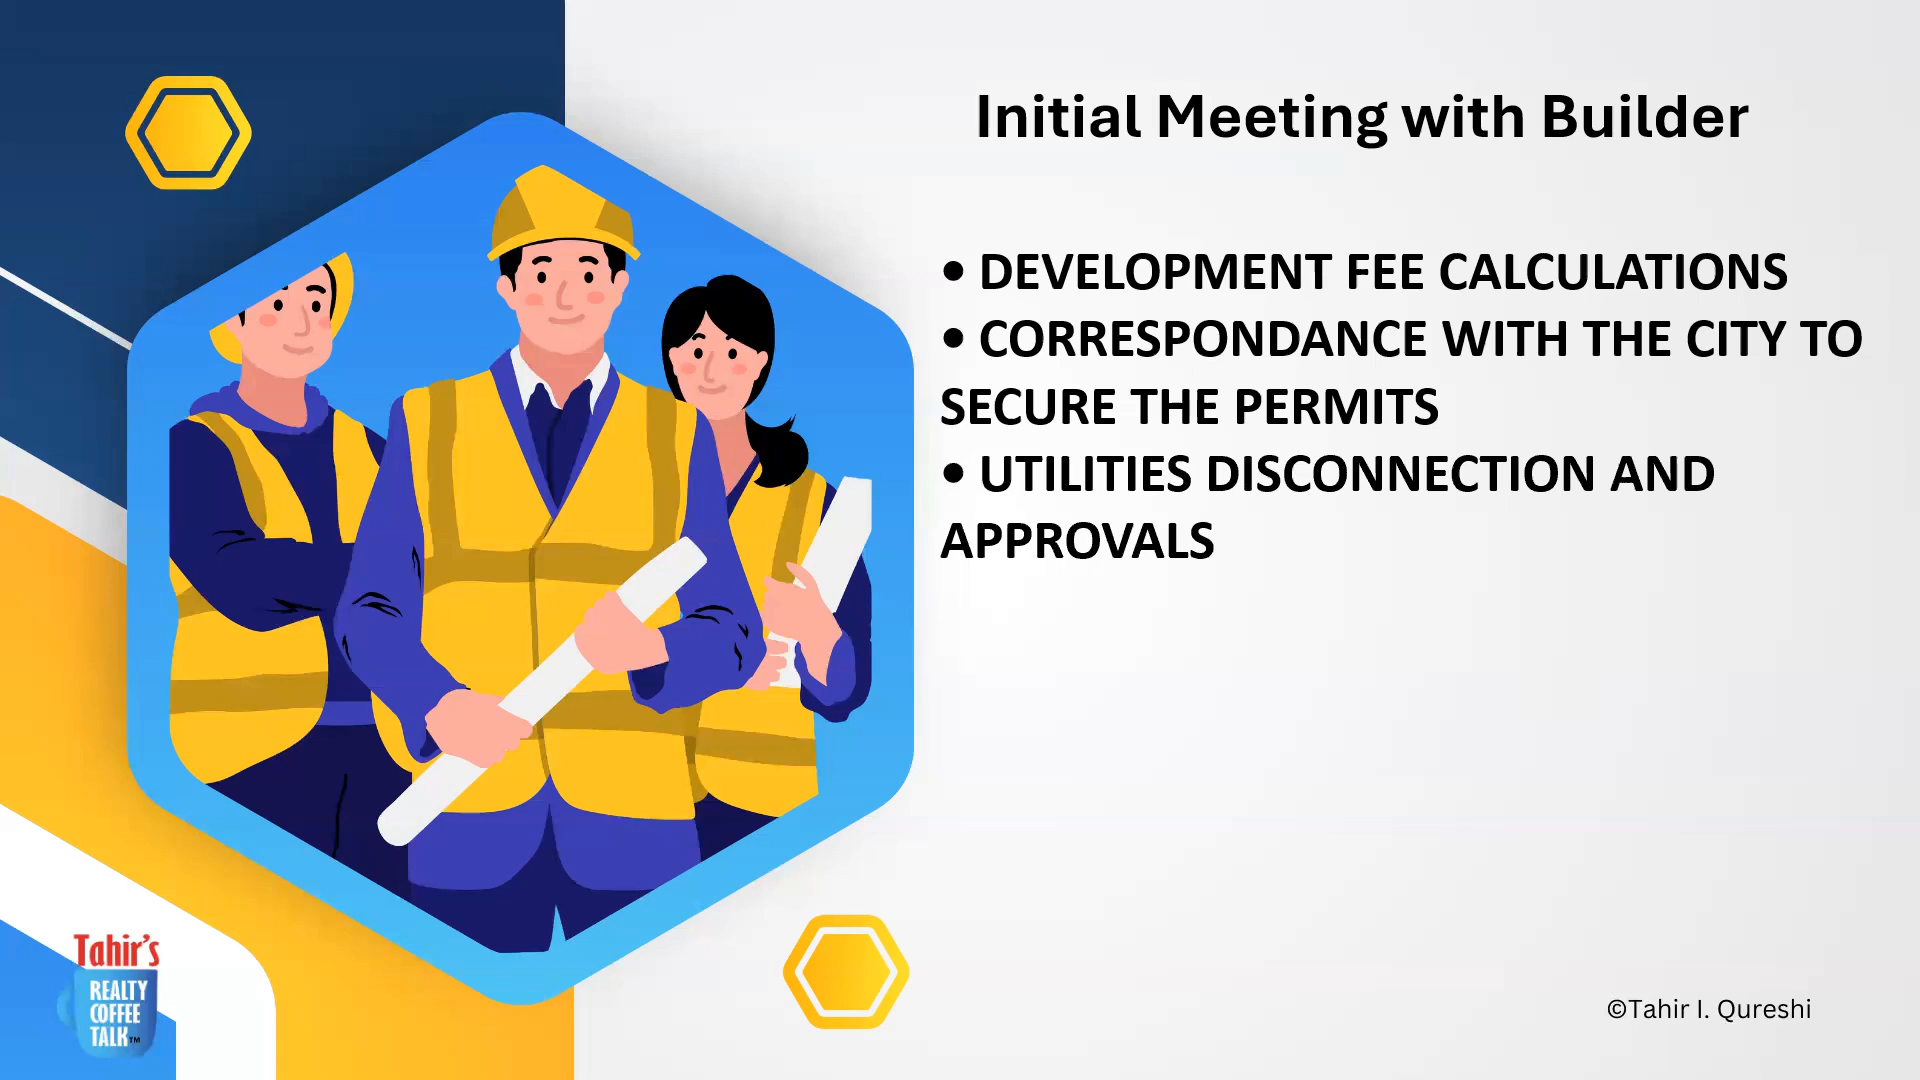 Initial Meeting with Builder
• DEVELOPMENT FEE CALCULATIONS
• CORRESPONDANCE WITH THE CITY TO
SECURE THE PERMITS
• UTILITIES DISCONNECTION AND
APPROVALS
Tahir's
REALTY
COFFEE
TALK™
©Tahir I. Qureshi